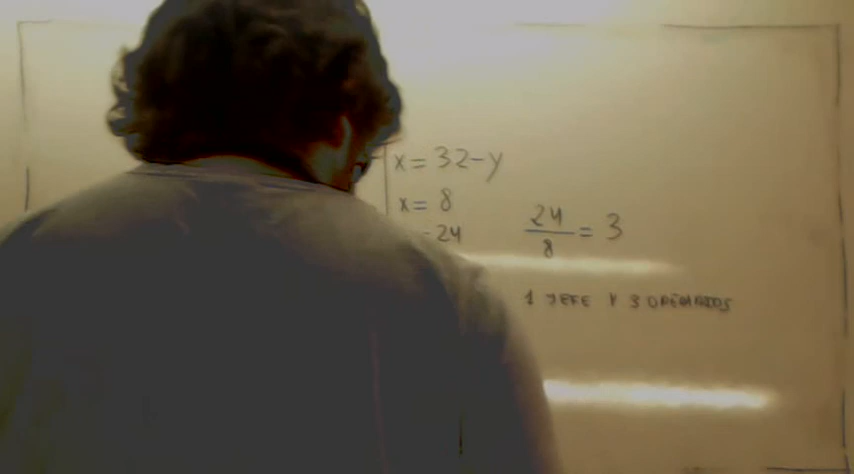 x = 32 - y
x = 8
= 24
24/8 = 3
1 JEFE Y 3 OPERARIOS